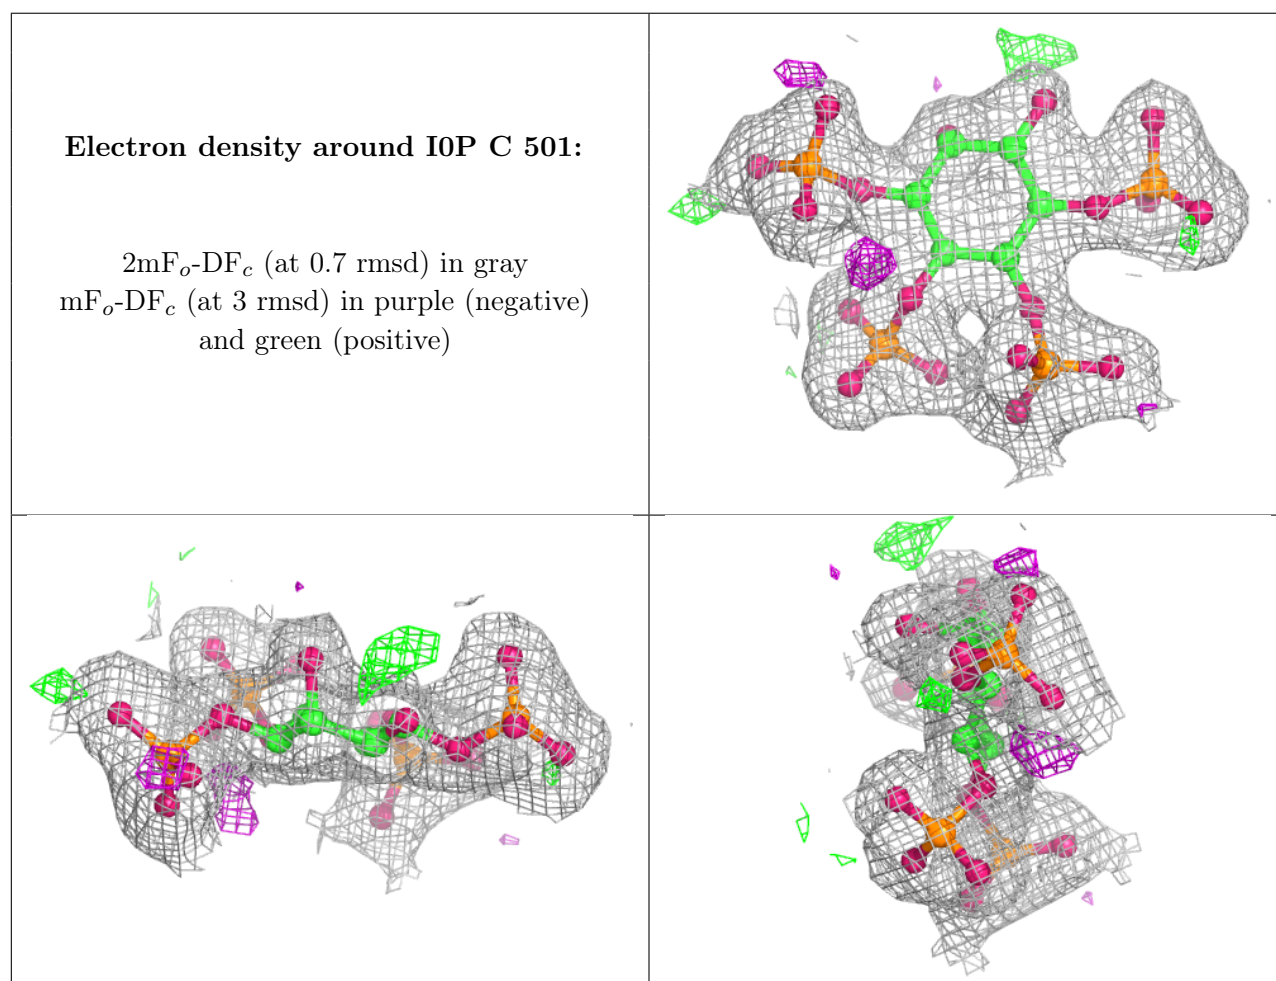 Electron density around I0P C 501:
2mFo-DFc (at 0.7 rmsd) in gray
mFo-DFc (at 3 rmsd) in purple (negative)
and green (positive)